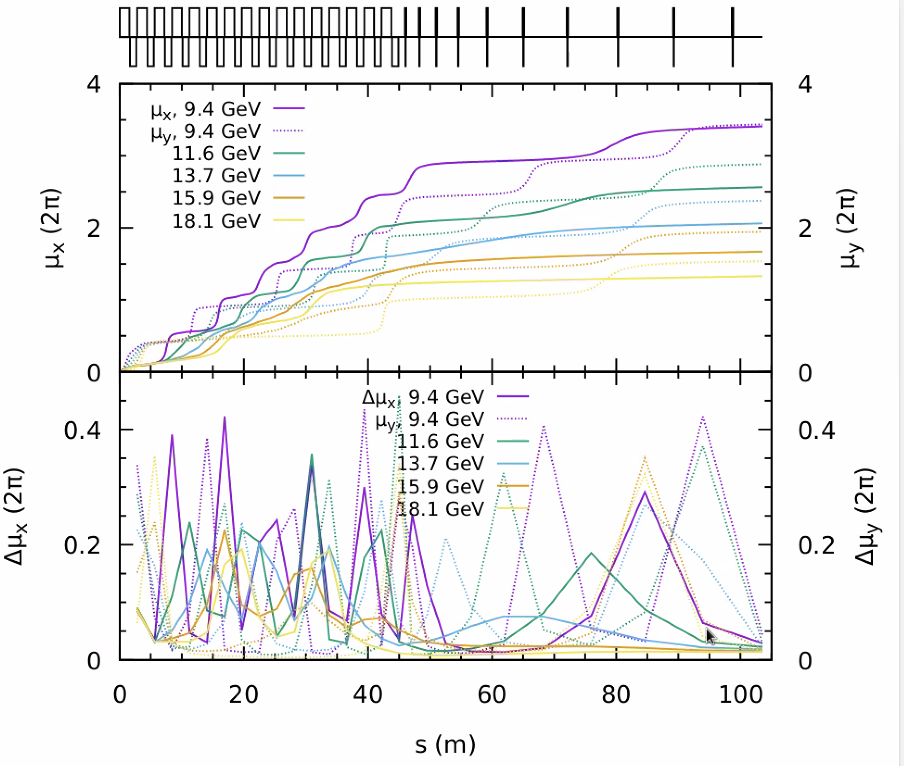 4 4
μx, 9.4 GeV
μy, 9.4 GeV
11.6 GeV
13.7 GeV
15.9 GeV
18.1 GeV
μx (2π)
μy (2π)
2 2
0 0
Δμx, 9.4 GeV
μy, 9.4 GeV
11.6 GeV
13.7 GeV
15.9 GeV
18.1 GeV
0.4 0.4
Δμx (2π)
Δμy (2π)
0.2 0.2
0 0
0 20 40 60 80 100
s (m)